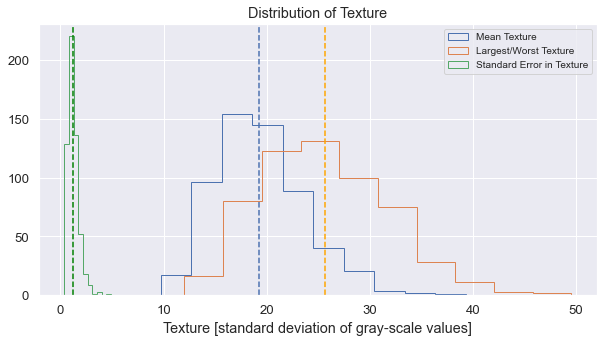 Distribution of Texture
Mean Texture
Largest/Worst Texture
Standard Error in Texture
200
150
100
50
0
0 10 20 30 40 50
Texture [standard deviation of gray-scale values]